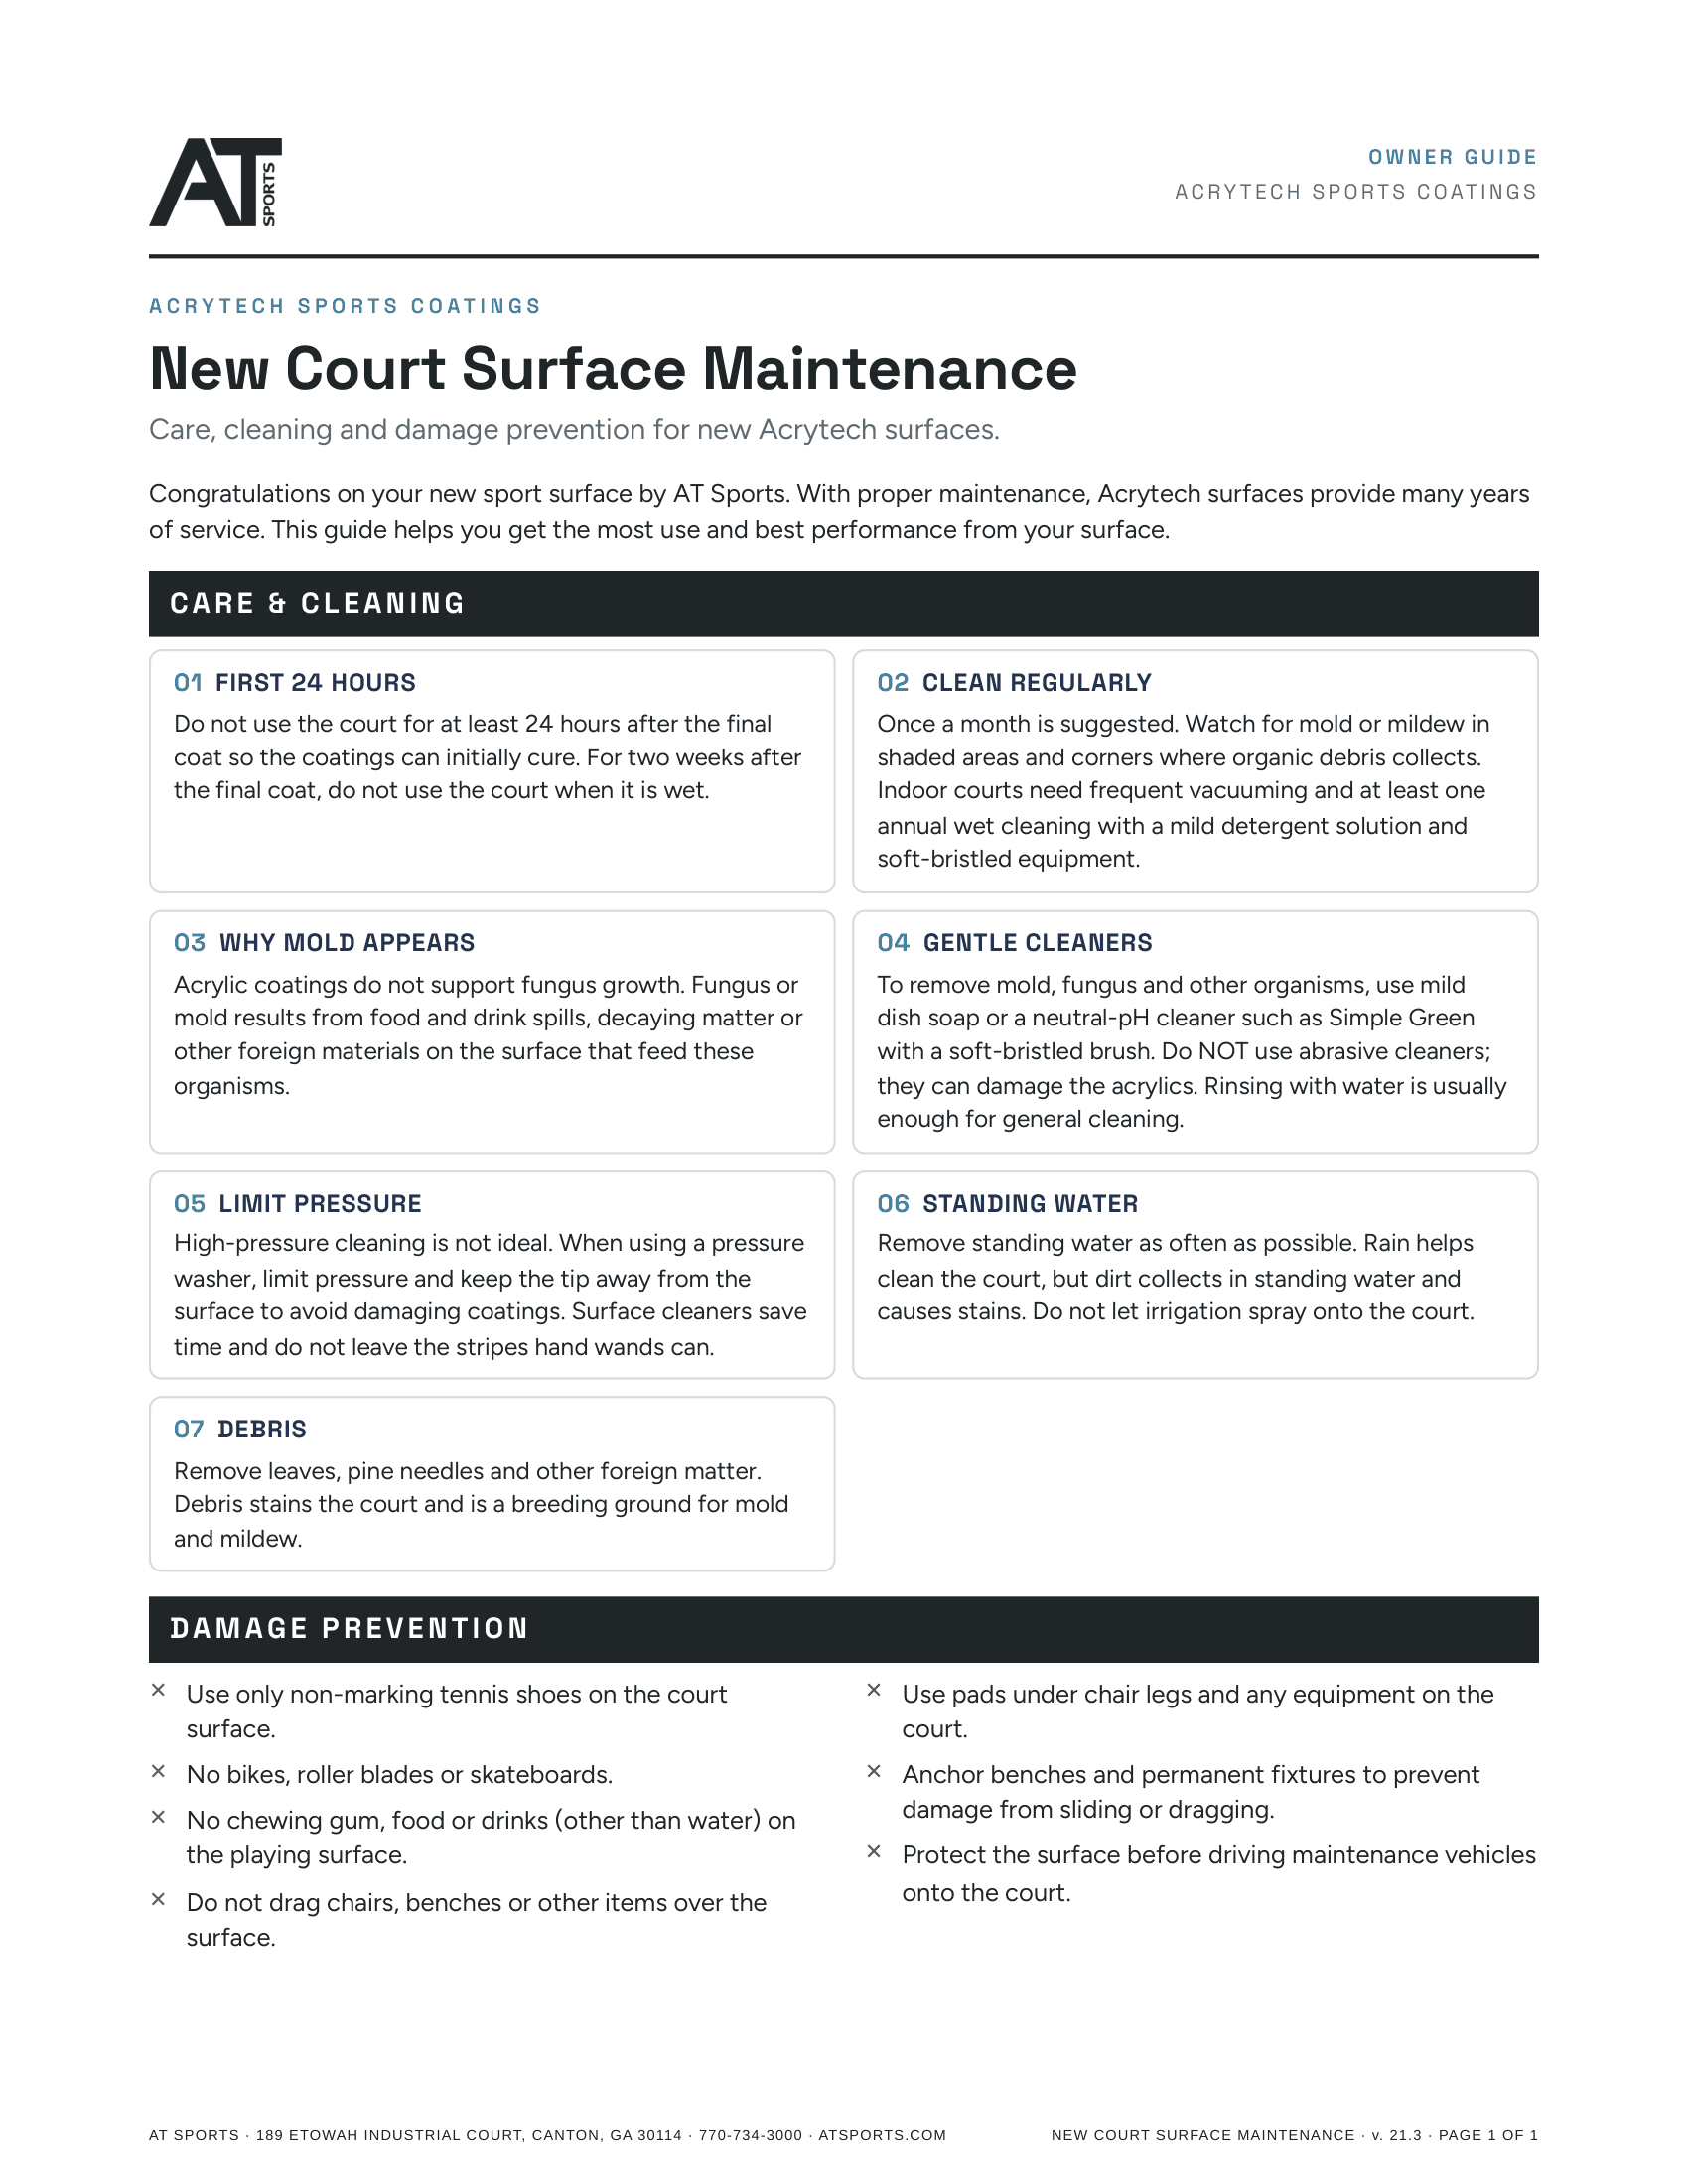 AT SPORTS
OWNER GUIDE
ACRYTECH SPORTS COATINGS
ACRYTECH SPORTS COATINGS
New Court Surface Maintenance
Care, cleaning and damage prevention for new Acrytech surfaces.
Congratulations on your new sport surface by AT Sports. With proper maintenance, Acrytech surfaces provide many years
of service. This guide helps you get the most use and best performance from your surface.
CARE & CLEANING
01 FIRST 24 HOURS
Do not use the court for at least 24 hours after the final
coat so the coatings can initially cure. For two weeks after
the final coat, do not use the court when it is wet.
02 CLEAN REGULARLY
Once a month is suggested. Watch for mold or mildew in
shaded areas and corners where organic debris collects.
Indoor courts need frequent vacuuming and at least one
annual wet cleaning with a mild detergent solution and
soft-bristled equipment.
03 WHY MOLD APPEARS
Acrylic coatings do not support fungus growth. Fungus or
mold results from food and drink spills, decaying matter or
other foreign materials on the surface that feed these
organisms.
04 GENTLE CLEANERS
To remove mold, fungus and other organisms, use mild
dish soap or a neutral-pH cleaner such as Simple Green
with a soft-bristled brush. Do NOT use abrasive cleaners;
they can damage the acrylics. Rinsing with water is usually
enough for general cleaning.
05 LIMIT PRESSURE
High-pressure cleaning is not ideal. When using a pressure
washer, limit pressure and keep the tip away from the
surface to avoid damaging coatings. Surface cleaners save
time and do not leave the stripes hand wands can.
06 STANDING WATER
Remove standing water as often as possible. Rain helps
clean the court, but dirt collects in standing water and
causes stains. Do not let irrigation spray onto the court.
07 DEBRIS
Remove leaves, pine needles and other foreign matter.
Debris stains the court and is a breeding ground for mold
and mildew.
DAMAGE PREVENTION
× Use only non-marking tennis shoes on the court
surface.
× No bikes, roller blades or skateboards.
× No chewing gum, food or drinks (other than water) on
the playing surface.
× Do not drag chairs, benches or other items over the
surface.
× Use pads under chair legs and any equipment on the
court.
× Anchor benches and permanent fixtures to prevent
damage from sliding or dragging.
× Protect the surface before driving maintenance vehicles
onto the court.
AT SPORTS · 189 ETOWAH INDUSTRIAL COURT, CANTON, GA 30114 · 770-734-3000 · ATSPORTS.COM
NEW COURT SURFACE MAINTENANCE · v. 21.3 · PAGE 1 OF 1